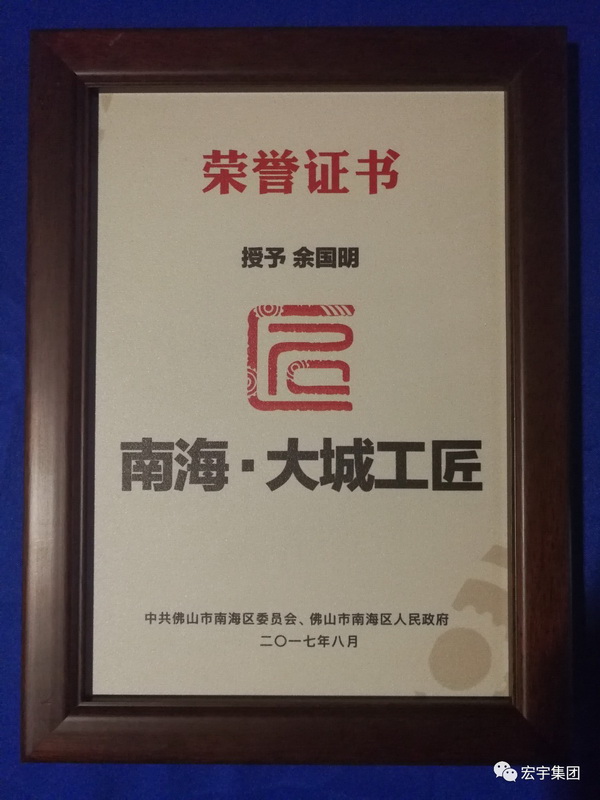 荣誉证书
授予 余国明
匠
南海·大城工匠
中共佛山市南海区委员会、佛山市南海区人民政府
二〇一七年八月
宏宇集团